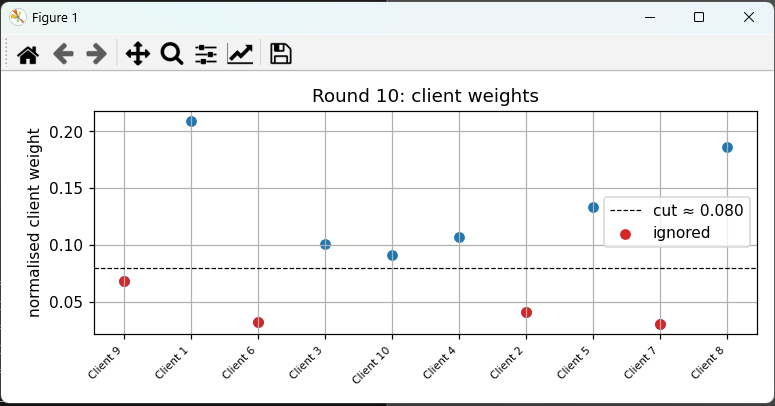 Figure 1
Round 10: client weights
normalised client weight
0.20
0.15
0.10
0.05
cut ≈ 0.080
ignored
Client 9
Client 1
Client 6
Client 3
Client 10
Client 4
Client 2
Client 5
Client 7
Client 8